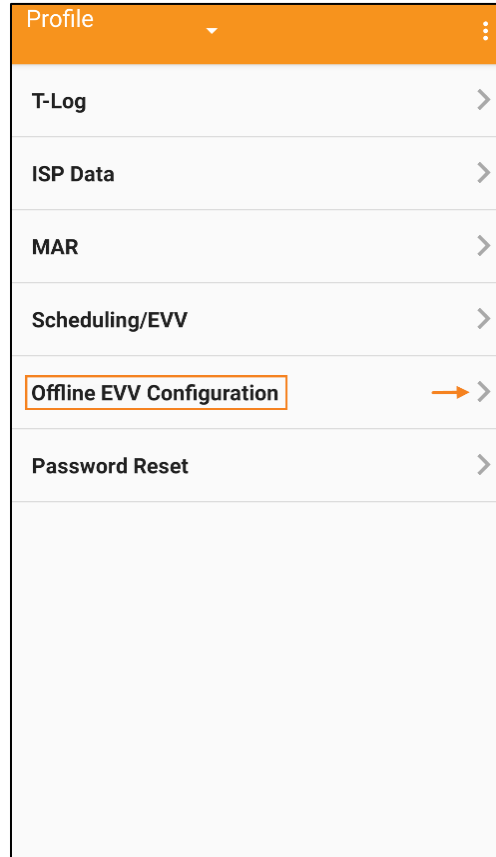 Profile
T-Log
ISP Data
MAR
Scheduling/EVV
Offline EVV Configuration
Password Reset